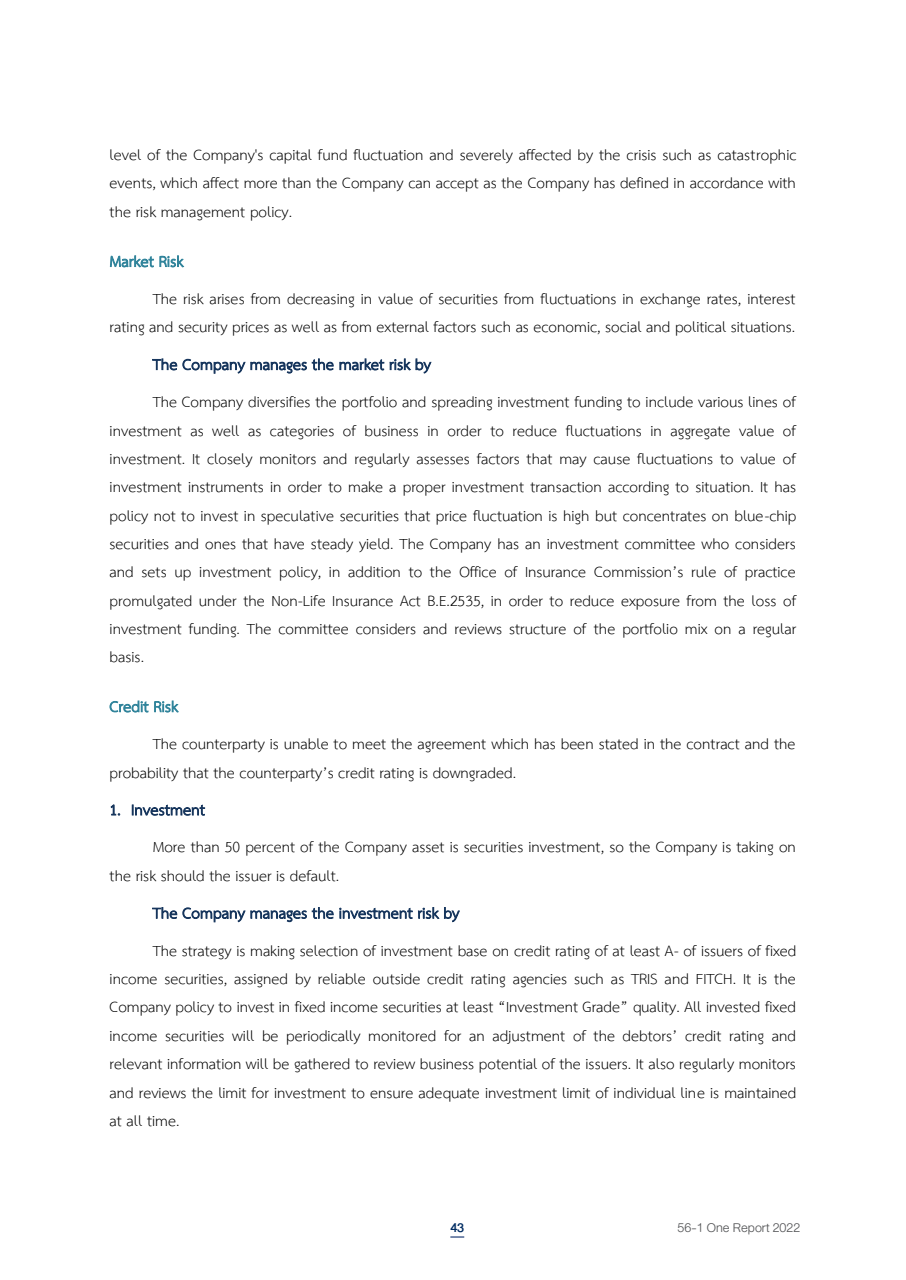 level of the Company's capital fund fluctuation and severely affected by the crisis such as catastrophic
events, which affect more than the Company can accept as the Company has defined in accordance with
the risk management policy.
Market Risk
The risk arises from decreasing in value of securities from fluctuations in exchange rates, interest
rating and security prices as well as from external factors such as economic, social and political situations.
The Company manages the market risk by
The Company diversifies the portfolio and spreading investment funding to include various lines of
investment as well as categories of business in order to reduce fluctuations in aggregate value of
investment. It closely monitors and regularly assesses factors that may cause fluctuations to value of
investment instruments in order to make a proper investment transaction according to situation. It has
policy not to invest in speculative securities that price fluctuation is high but concentrates on blue-chip
securities and ones that have steady yield. The Company has an investment committee who considers
and sets up investment policy, in addition to the Office of Insurance Commission’s rule of practice
promulgated under the Non-Life Insurance Act B.E.2535, in order to reduce exposure from the loss of
investment funding. The committee considers and reviews structure of the portfolio mix on a regular
basis.
Credit Risk
The counterparty is unable to meet the agreement which has been stated in the contract and the
probability that the counterparty’s credit rating is downgraded.
1. Investment
More than 50 percent of the Company asset is securities investment, so the Company is taking on
the risk should the issuer is default.
The Company manages the investment risk by
The strategy is making selection of investment base on credit rating of at least A- of issuers of fixed
income securities, assigned by reliable outside credit rating agencies such as TRIS and FITCH. It is the
Company policy to invest in fixed income securities at least “Investment Grade” quality. All invested fixed
income securities will be periodically monitored for an adjustment of the debtors’ credit rating and
relevant information will be gathered to review business potential of the issuers. It also regularly monitors
and reviews the limit for investment to ensure adequate investment limit of individual line is maintained
at all time.
43
56-1 One Report 2022